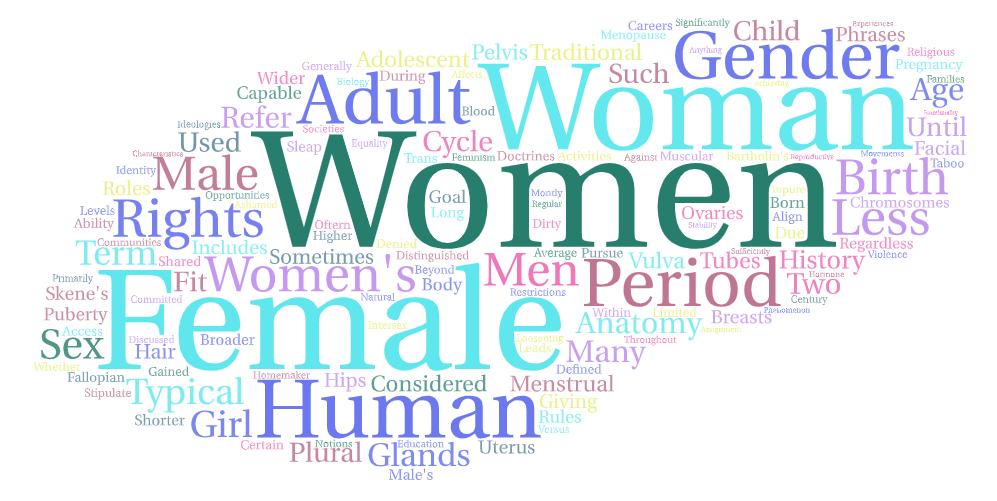 Careers Significantly Experiences
Menopause Child Phrases
Adolescent Pelvis Traditional Gender Anything Religious
Generally During Affects Such Pregnancy
Wider Biology Woman Families
Capable Adult Blood Age
Refer Until
Ideologies Societies Cycle Facial
Used Sleap Equality Trans Feminism Doctrines Activities Against Muscular Bartholin's Reproductive Movements Taboo
Characteristics Male Women Birth
Identity Opportunities Goal Mondy Impure Chromosomes
Roles Ashamed Long Regular Born
Levels Rights Oftern Dirty Ovaries Align Less
Ability Higher Stability Due
Communities Includes Denied Regardless
Term Shared Sometimes Distinguished Average Pursue Vulva Tubes Sufficiently History Violence
Primarily Fit Women's Beyond Men Period Hormone Two
Skene's Committed Body Restrictions Century
Puberty Natural Within Limited Breasts Phenomenon
Access Female Intersex Anatomy
Sex Discussed Broader Loosening Throughout
Whether Hair Leads Many
Fallopian Gained Homemaker Hips Considered Defined Menstrual
Stipulate Typical Human Giving
Shorter Girl Rules
Certain Notions Education Uterus Versus
Plural Glands
Male's